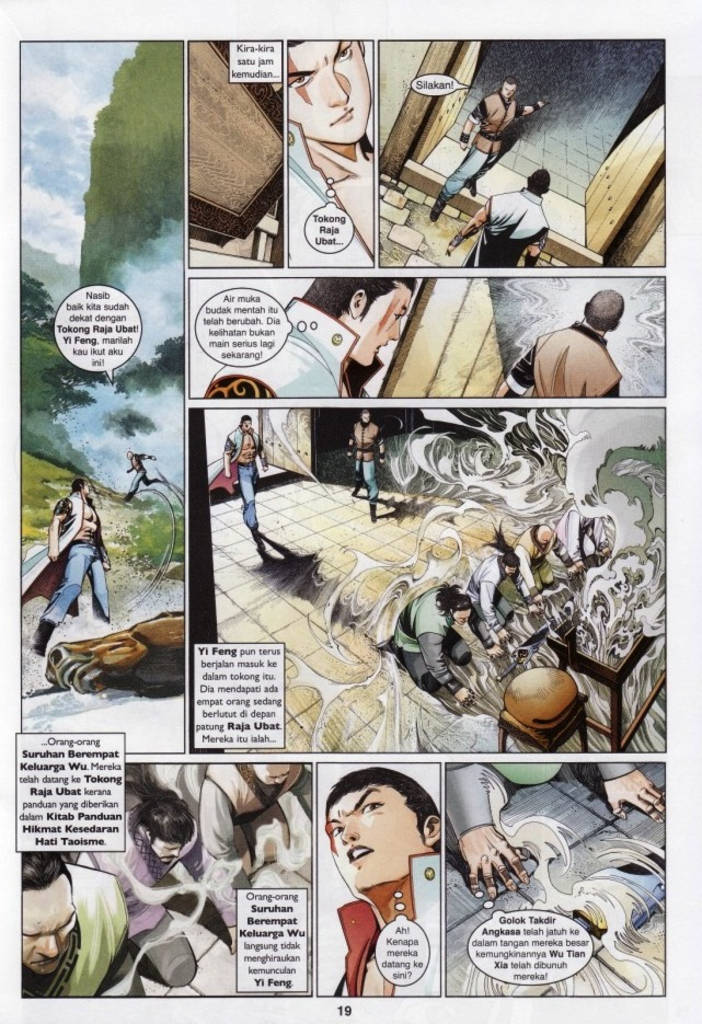 Nasib
baik kita sudah
dekat dengan
Tokong Raja Ubat!
Yi Feng, marilah
kau ikut aku
ini!
Kira-kira
satu jam
kemudian...
Tokong
Raja
Ubat...
Silakan!
Air muka
budak mentah itu
telah berubah. Dia
kelihatan bukan
main serius lagi
sekarang!
Yi Feng pun terus
berjalan masuk ke
dalam tokong itu.
Dia mendapati ada
empat orang sedang
berlutut di depan
patung Raja Ubat.
Mereka itu ialah...
...Orang-orang
Suruhan Berempat
Keluarga Wu. Mereka
telah datang ke Tokong
Raja Ubat kerana
panduan yang diberikan
dalam Kitab Panduan
Hikmat Kesedaran
Hati Taoisme.
Orang-orang
Suruhan
Berempat
Keluarga Wu
langsung tidak
menghiraukan
kemunculan
Yi Feng.
Ah!
Kenapa
mereka
datang ke
sini?
Golok Takdir
Angkasa telah jatuh ke
dalam tangan mereka besar
kemungkinannya Wu Tian
Xia telah dibunuh
mereka!
19